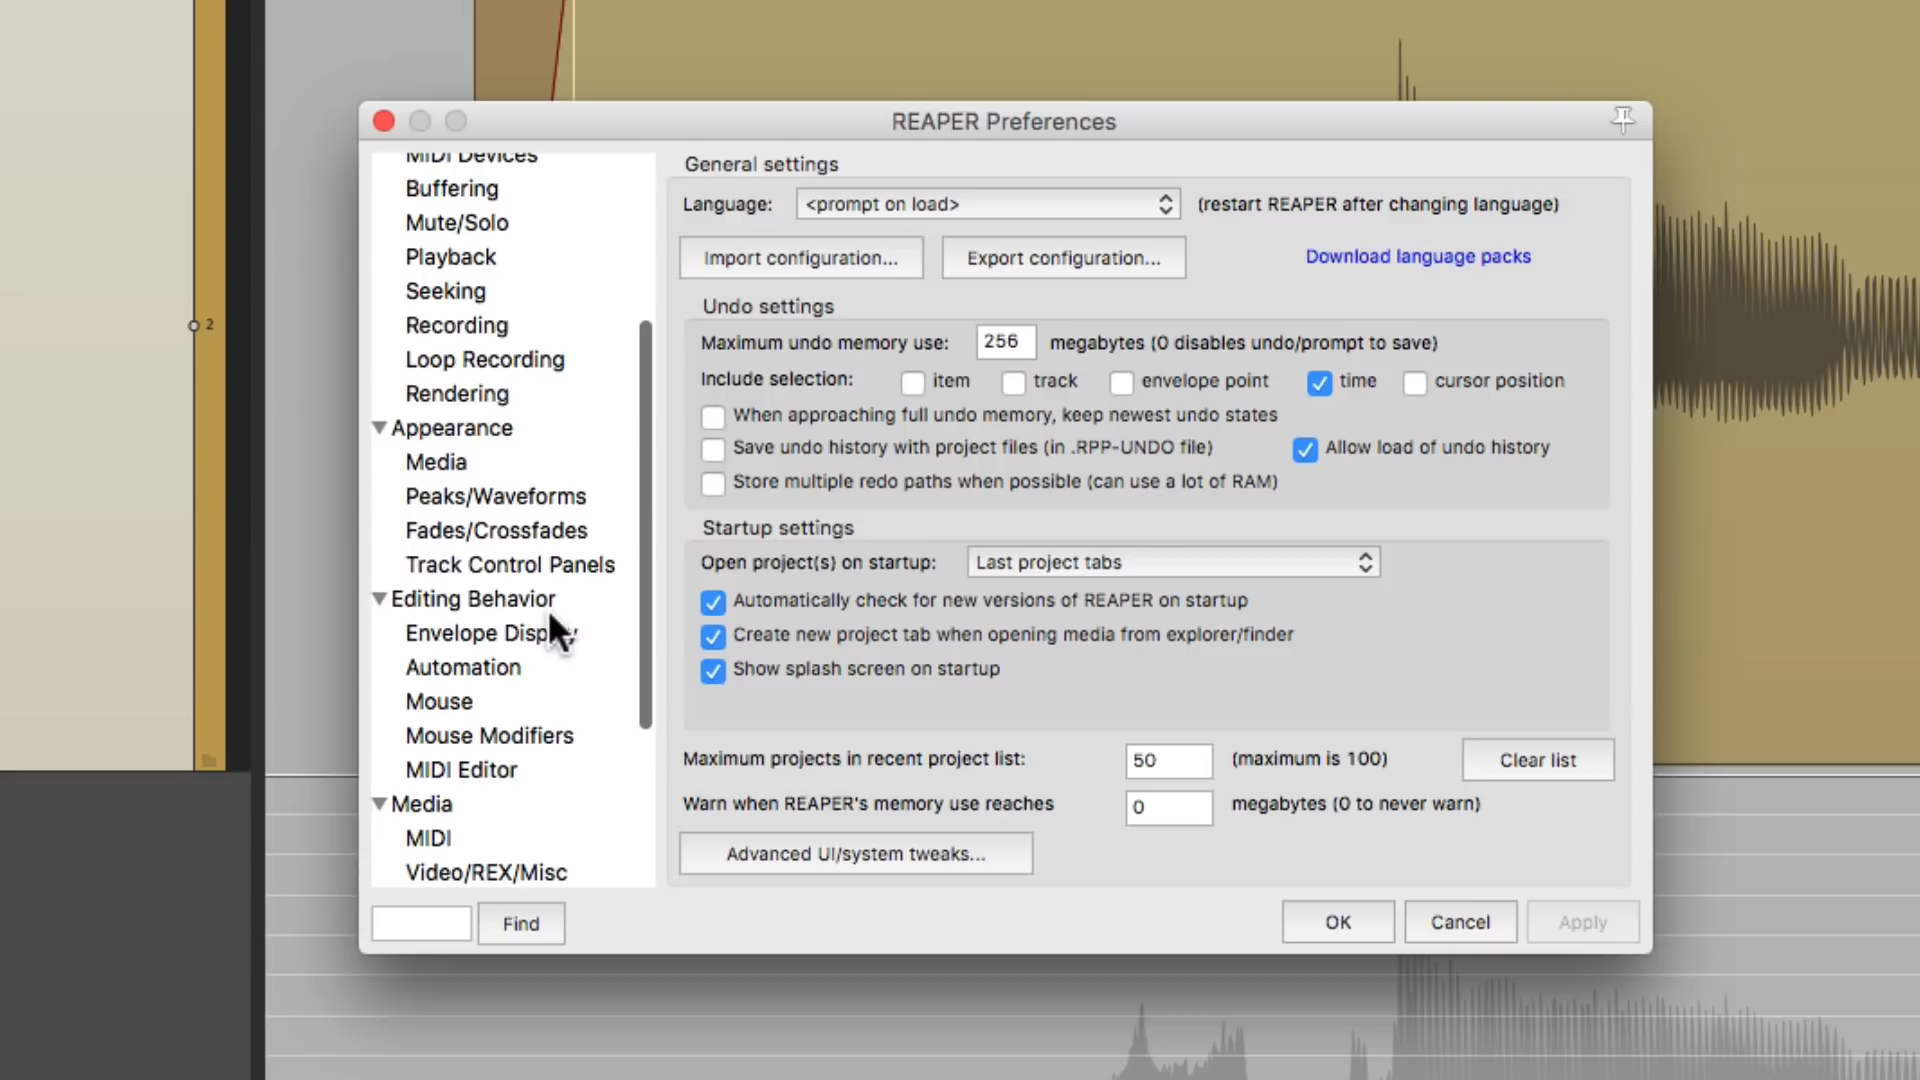 REAPER Preferences
MIDI Devices
Buffering
Mute/Solo
Playback
Seeking
Recording
Loop Recording
Rendering
Appearance
Media
Peaks/Waveforms
Fades/Crossfades
Track Control Panels
Editing Behavior
Envelope Display
Automation
Mouse
Mouse Modifiers
MIDI Editor
Media
MIDI
Video/REX/Misc
Find
General settings
Language: <prompt on load> (restart REAPER after changing language)
Import configuration... Export configuration... Download language packs
Undo settings
Maximum undo memory use: 256 megabytes (0 disables undo/prompt to save)
Include selection: item track envelope point time cursor position
When approaching full undo memory, keep newest undo states
Save undo history with project files (in .RPP-UNDO file) Allow load of undo history
Store multiple redo paths when possible (can use a lot of RAM)
Startup settings
Open project(s) on startup: Last project tabs
Automatically check for new versions of REAPER on startup
Create new project tab when opening media from explorer/finder
Show splash screen on startup
Maximum projects in recent project list: 50 (maximum is 100) Clear list
Warn when REAPER's memory use reaches 0 megabytes (0 to never warn)
Advanced UI/system tweaks...
OK Cancel Apply
2